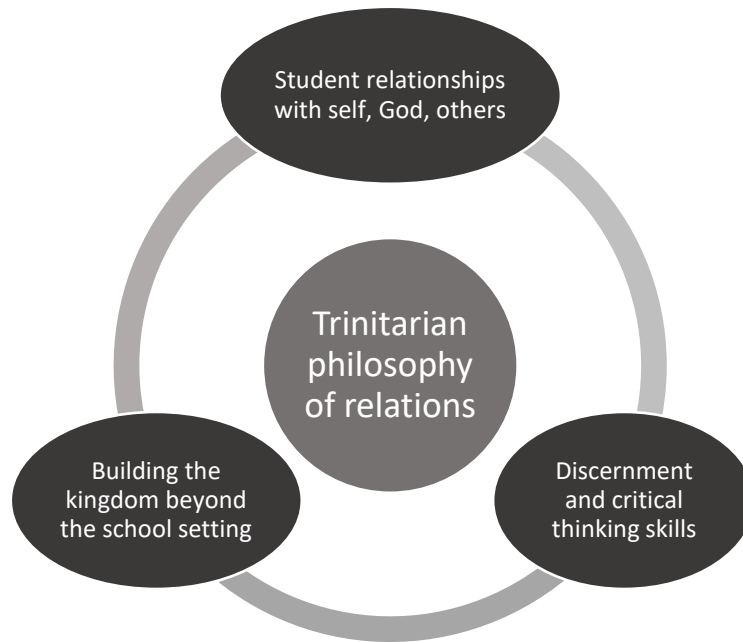 Student relationships
with self, God, others
Trinitarian
philosophy
of relations
Building the
kingdom beyond
the school setting
Discernment
and critical
thinking skills